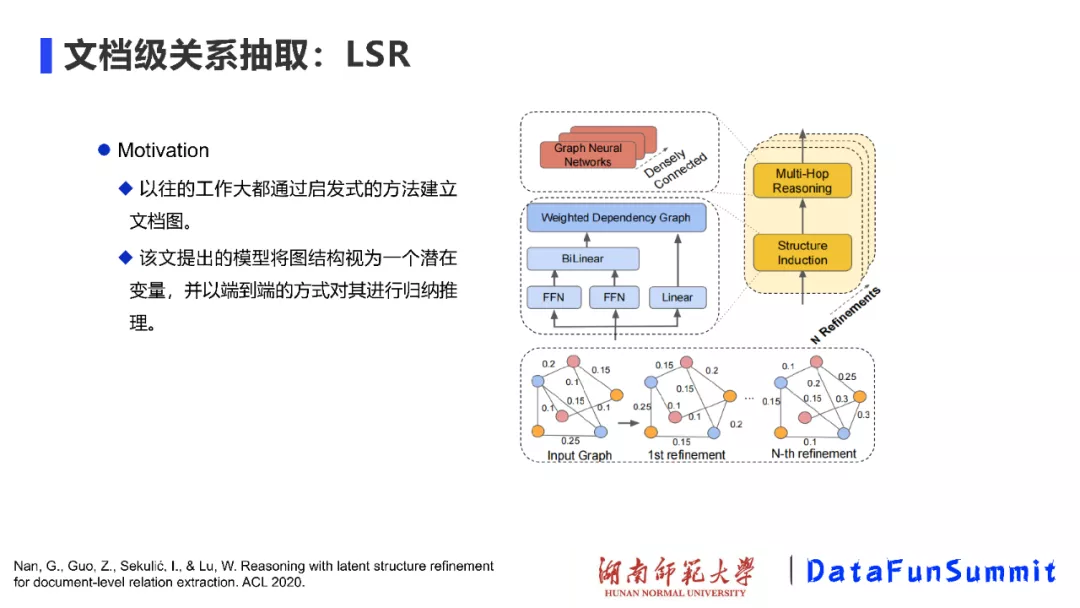 文档级关系抽取：LSR
Motivation
以往的工作大都通过启发式的方法建立
文档图。
该文提出的模型将图结构视为一个潜在
变量，并以端到端的方式对其进行归纳推
理。
Graph Neural
Networks
Densely
Connected
Weighted Dependency Graph
BiLinear
FFN
FFN
Linear
Multi-Hop
Reasoning
Structure
Induction
N Refinements
0.2
0.15
0.1
0.15
0.1
0.1
0.25
Input Graph
0.15
0.2
0.15
0.25
0.1
0.1
0.2
0.15
1st refinement
...
0.1
0.25
0.2
0.15
0.15
0.3
0.3
0.1
N-th refinement
Nan, G., Guo, Z., Sekulić, I., & Lu, W. Reasoning with latent structure refinement
for document-level relation extraction. ACL 2020.
湖南师范大学
HUNAN NORMAL UNIVERSITY
DataFunSummit